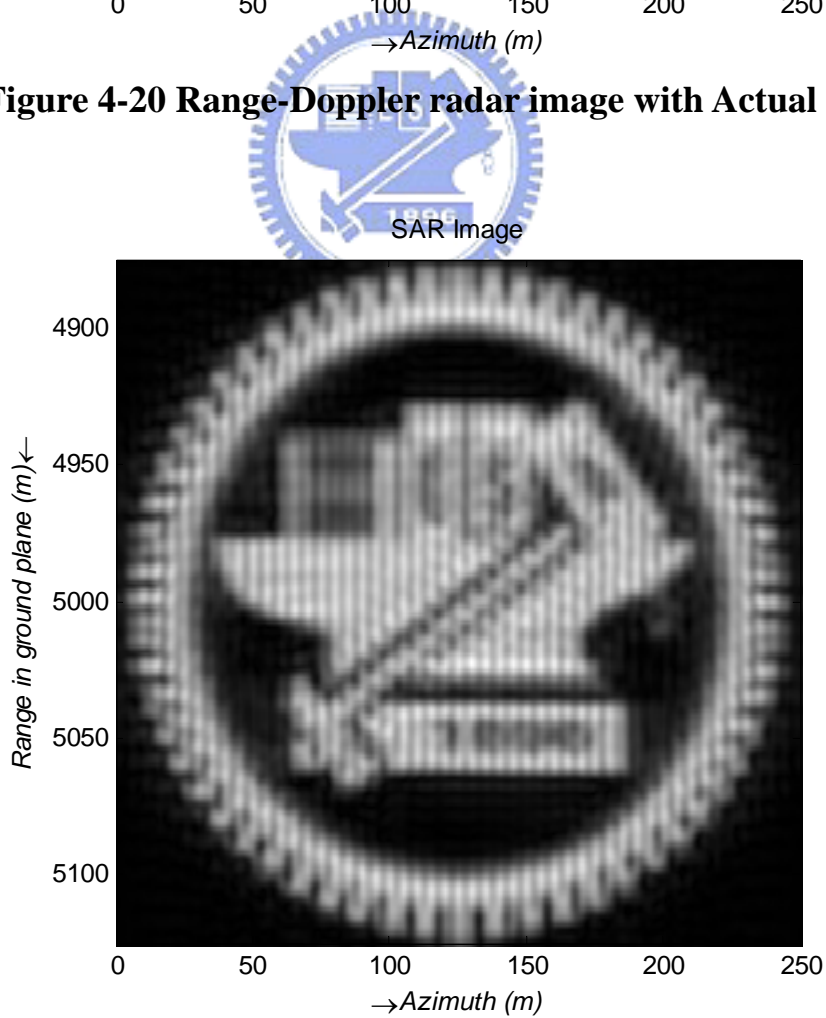 0 50 100 150 200 250
→Azimuth (m)
Figure 4-20 Range-Doppler radar image with Actual
1896
SAR Image
4900
4950
5000
5050
5100
Range in ground plane (m)←
0 50 100 150 200 250
→Azimuth (m)